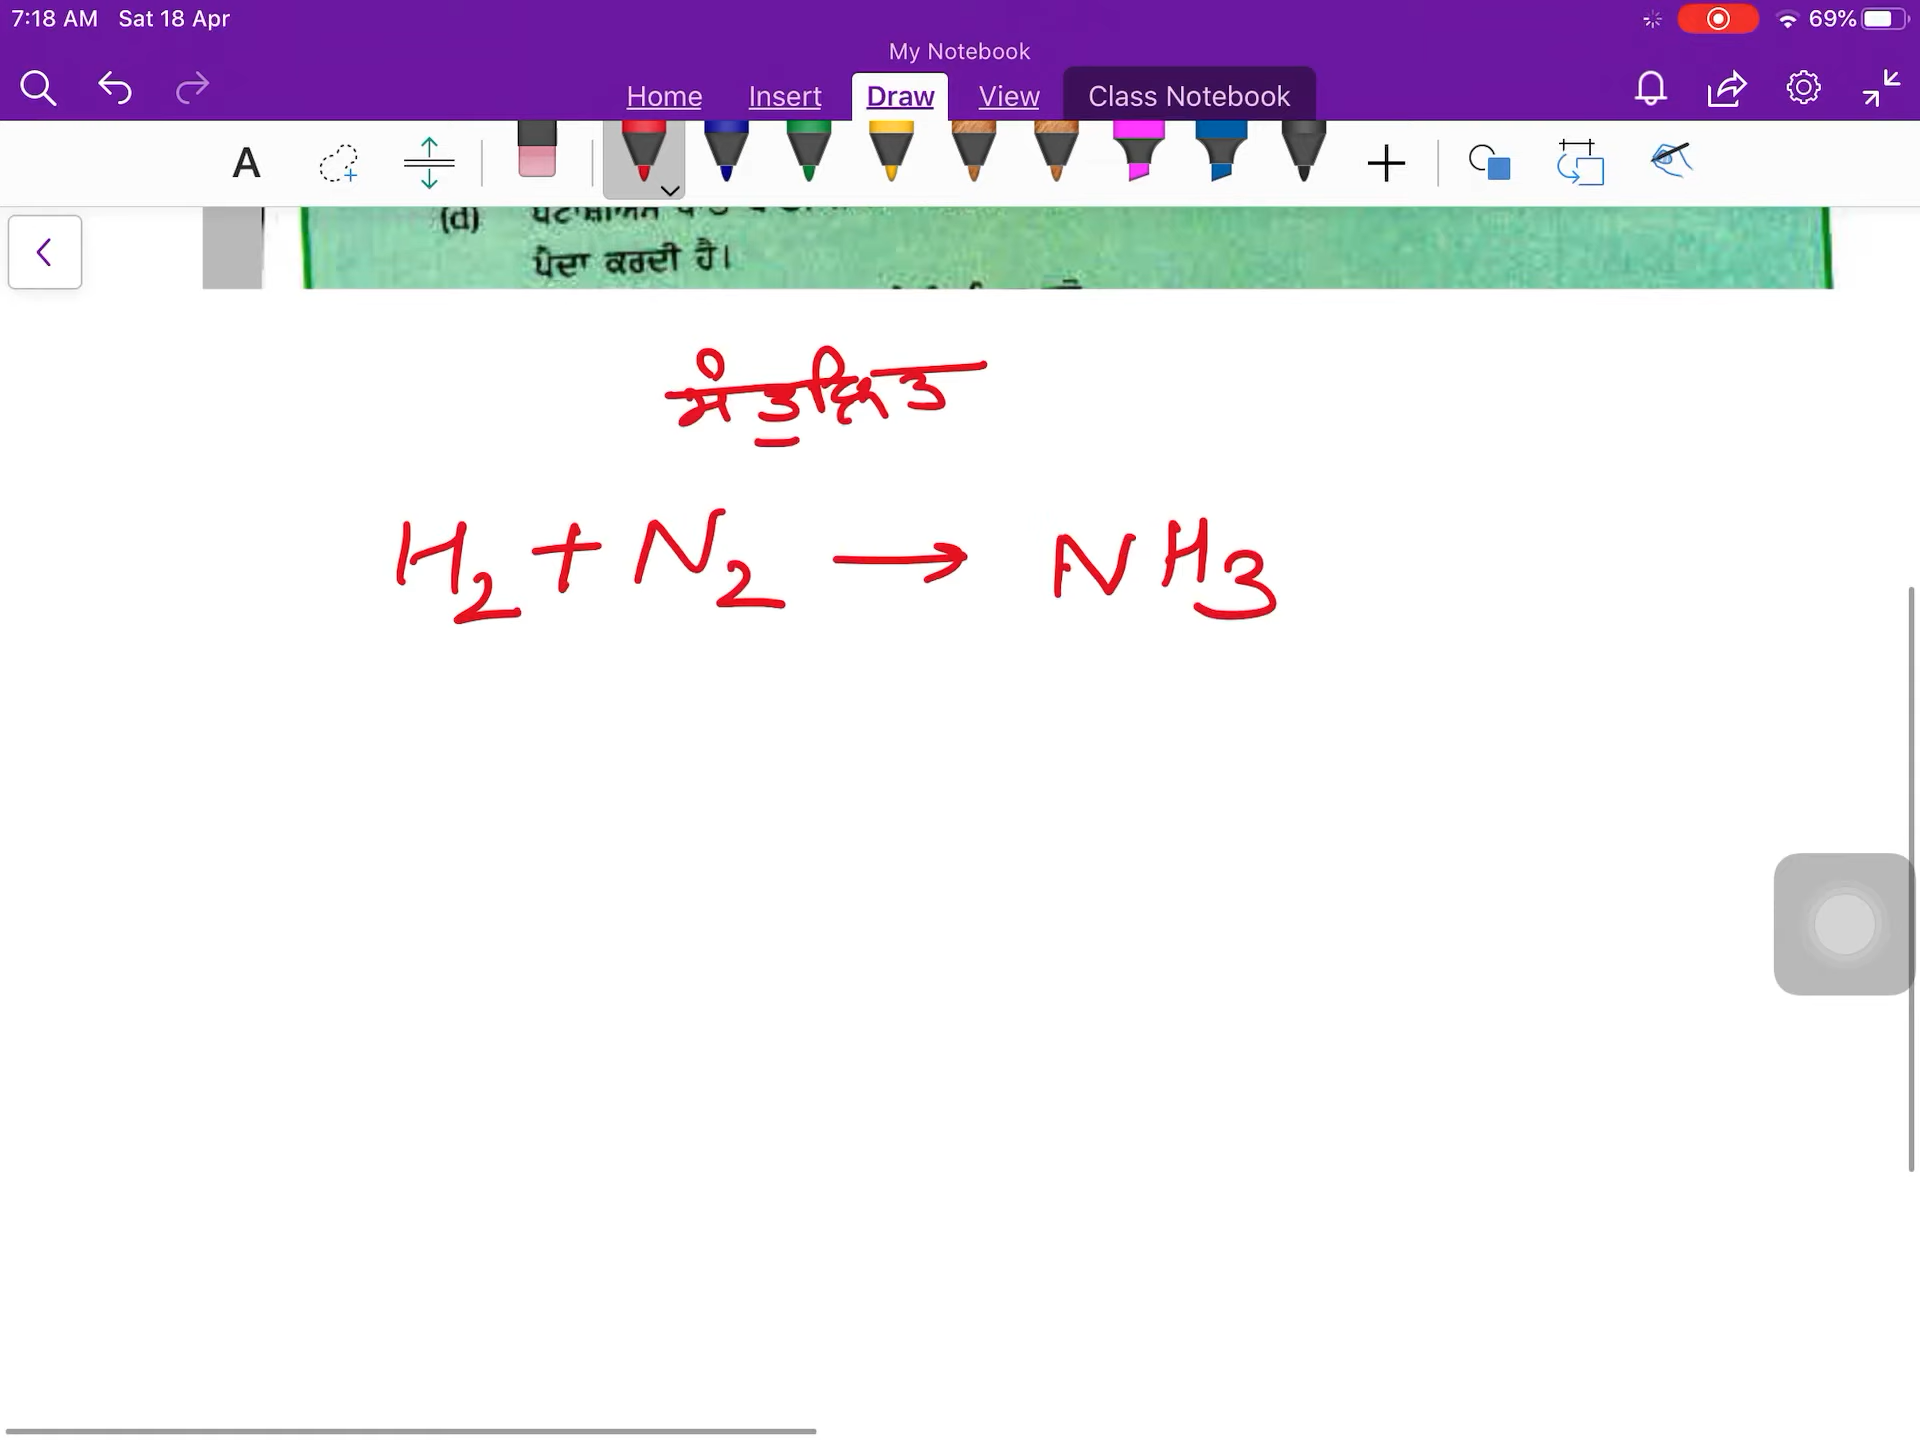 7:18 AM Sat 18 Apr
69%
My Notebook
Home Insert Draw View Class Notebook
A
(d)
ਪੈਦਾ ਕਰਦੀ ਹੈ।
ਸੰਤੁਲਿਤ
H₂ + N₂ → NH₃